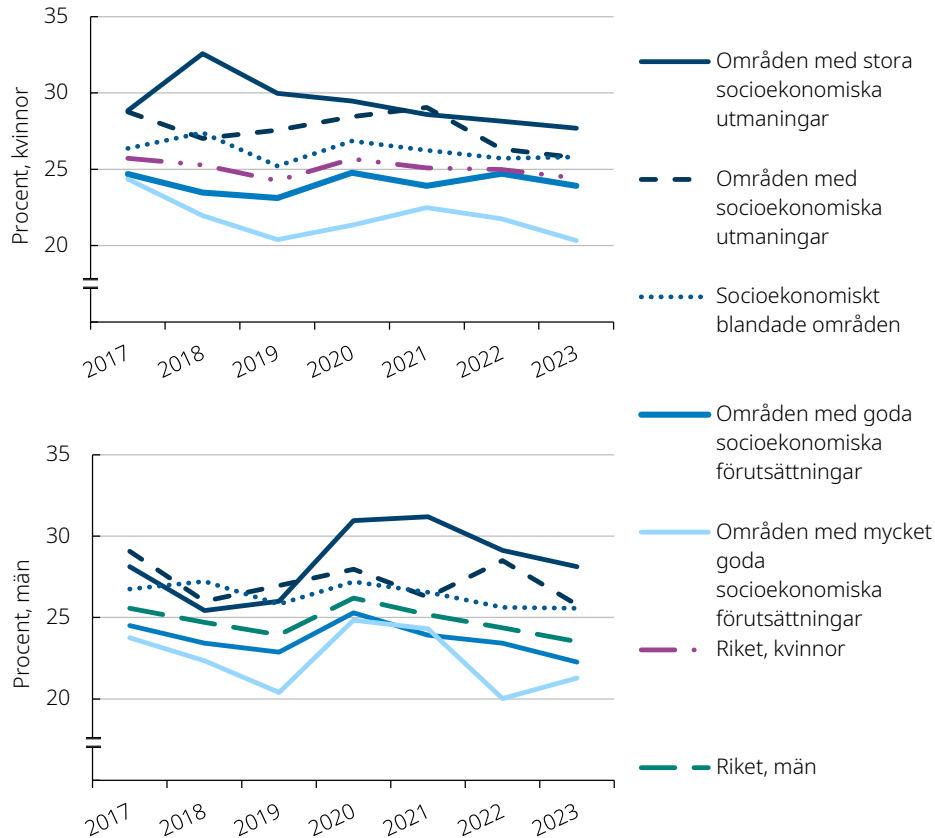 35
30
25
20
Procent, kvinnor
2017
2018
2019
2020
2021
2022
2023
35
30
25
20
Procent, män
2017
2018
2019
2020
2021
2022
2023
Områden med stora
socioekonomiska
utmaningar
Områden med
socioekonomiska
utmaningar
Socioekonomiskt
blandade områden
Områden med goda
socioekonomiska
förutsättningar
Områden med mycket
goda
socioekonomiska
förutsättningar
Riket, kvinnor
Riket, män